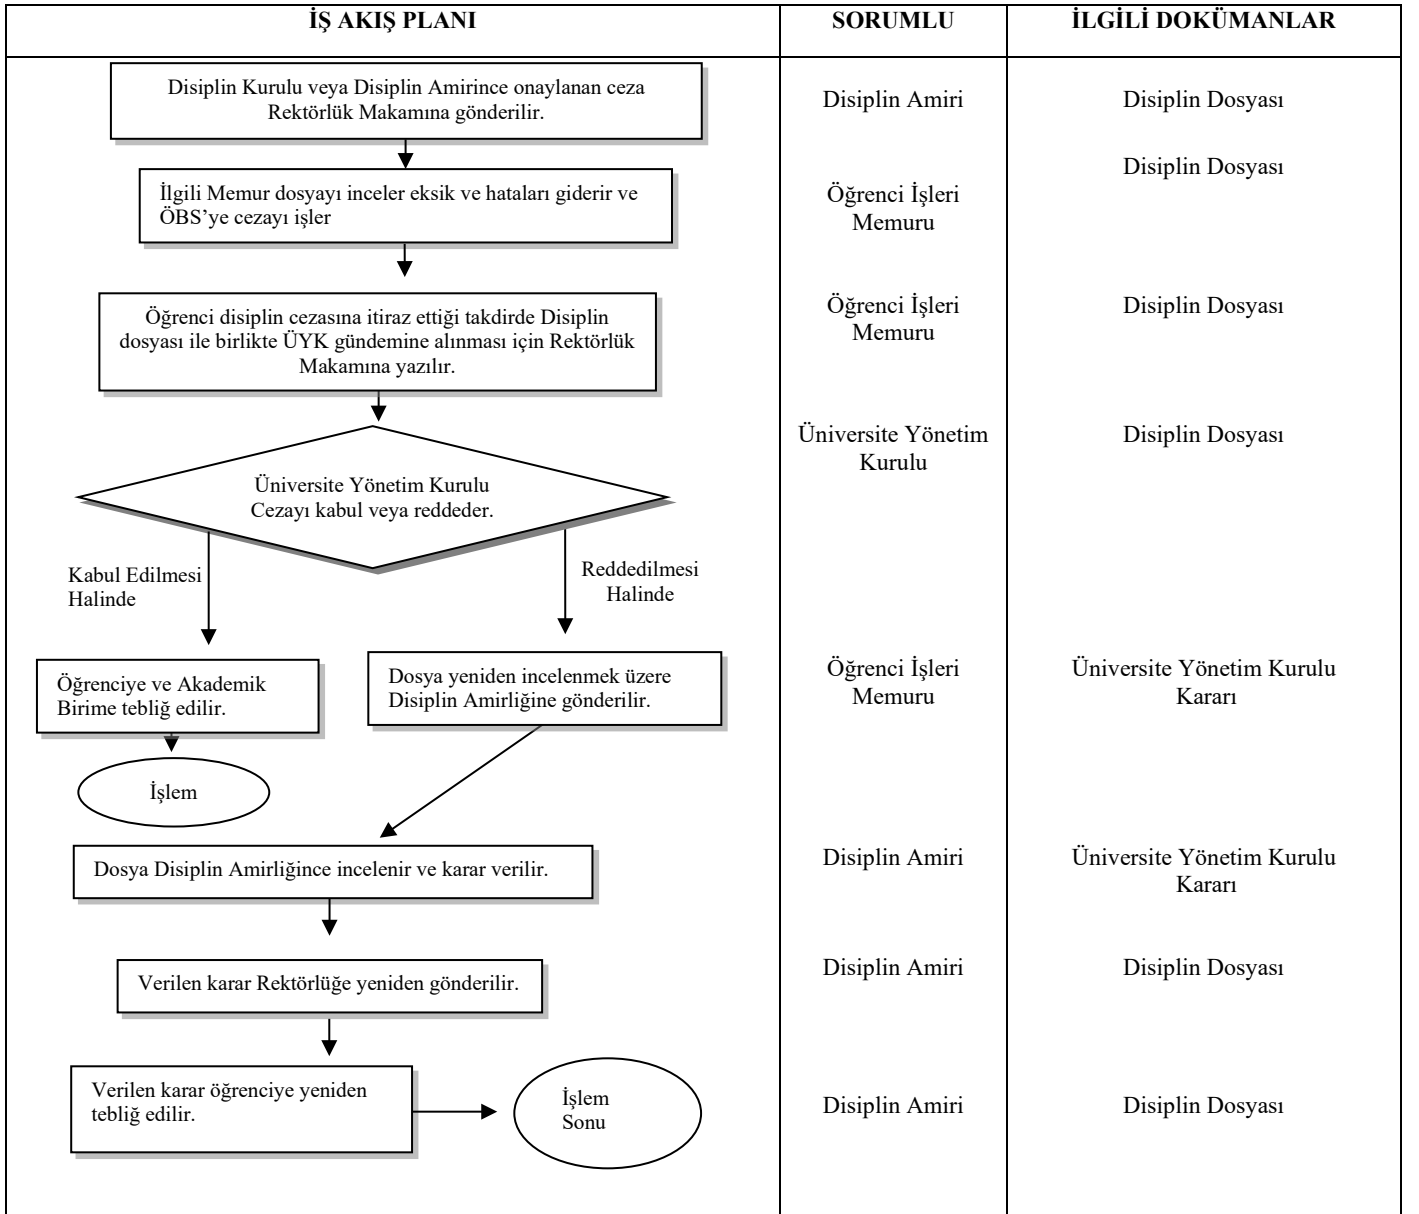 İŞ AKIŞ PLANI
SORUMLU
İLGİLİ DOKÜMANLAR
Disiplin Kurulu veya Disiplin Amirince onaylanan ceza
Rektörlük Makamına gönderilir.
Disiplin Amiri
Disiplin Dosyası
İlgili Memur dosyayı inceler eksik ve hataları giderir ve
ÖBS’ye cezayı işler
Öğrenci İşleri
Memuru
Disiplin Dosyası
Öğrenci disiplin cezasına itiraz ettiği takdirde Disiplin
dosyası ile birlikte ÜYK gündemine alınması için Rektörlük
Makamına yazılır.
Öğrenci İşleri
Memuru
Disiplin Dosyası
Üniversite Yönetim Kurulu
Cezayı kabul veya reddeder.
Üniversite Yönetim
Kurulu
Disiplin Dosyası
Kabul Edilmesi
Halinde
Reddedilmesi
Halinde
Öğrenciye ve Akademik
Birime tebliğ edilir.
Dosya yeniden incelenmek üzere
Disiplin Amirliğine gönderilir.
Öğrenci İşleri
Memuru
Üniversite Yönetim Kurulu
Kararı
İşlem
Dosya Disiplin Amirliğince incelenir ve karar verilir.
Disiplin Amiri
Üniversite Yönetim Kurulu
Kararı
Verilen karar Rektörlüğe yeniden gönderilir.
Disiplin Amiri
Disiplin Dosyası
Verilen karar öğrenciye yeniden
tebliğ edilir.
İşlem
Sonu
Disiplin Amiri
Disiplin Dosyası